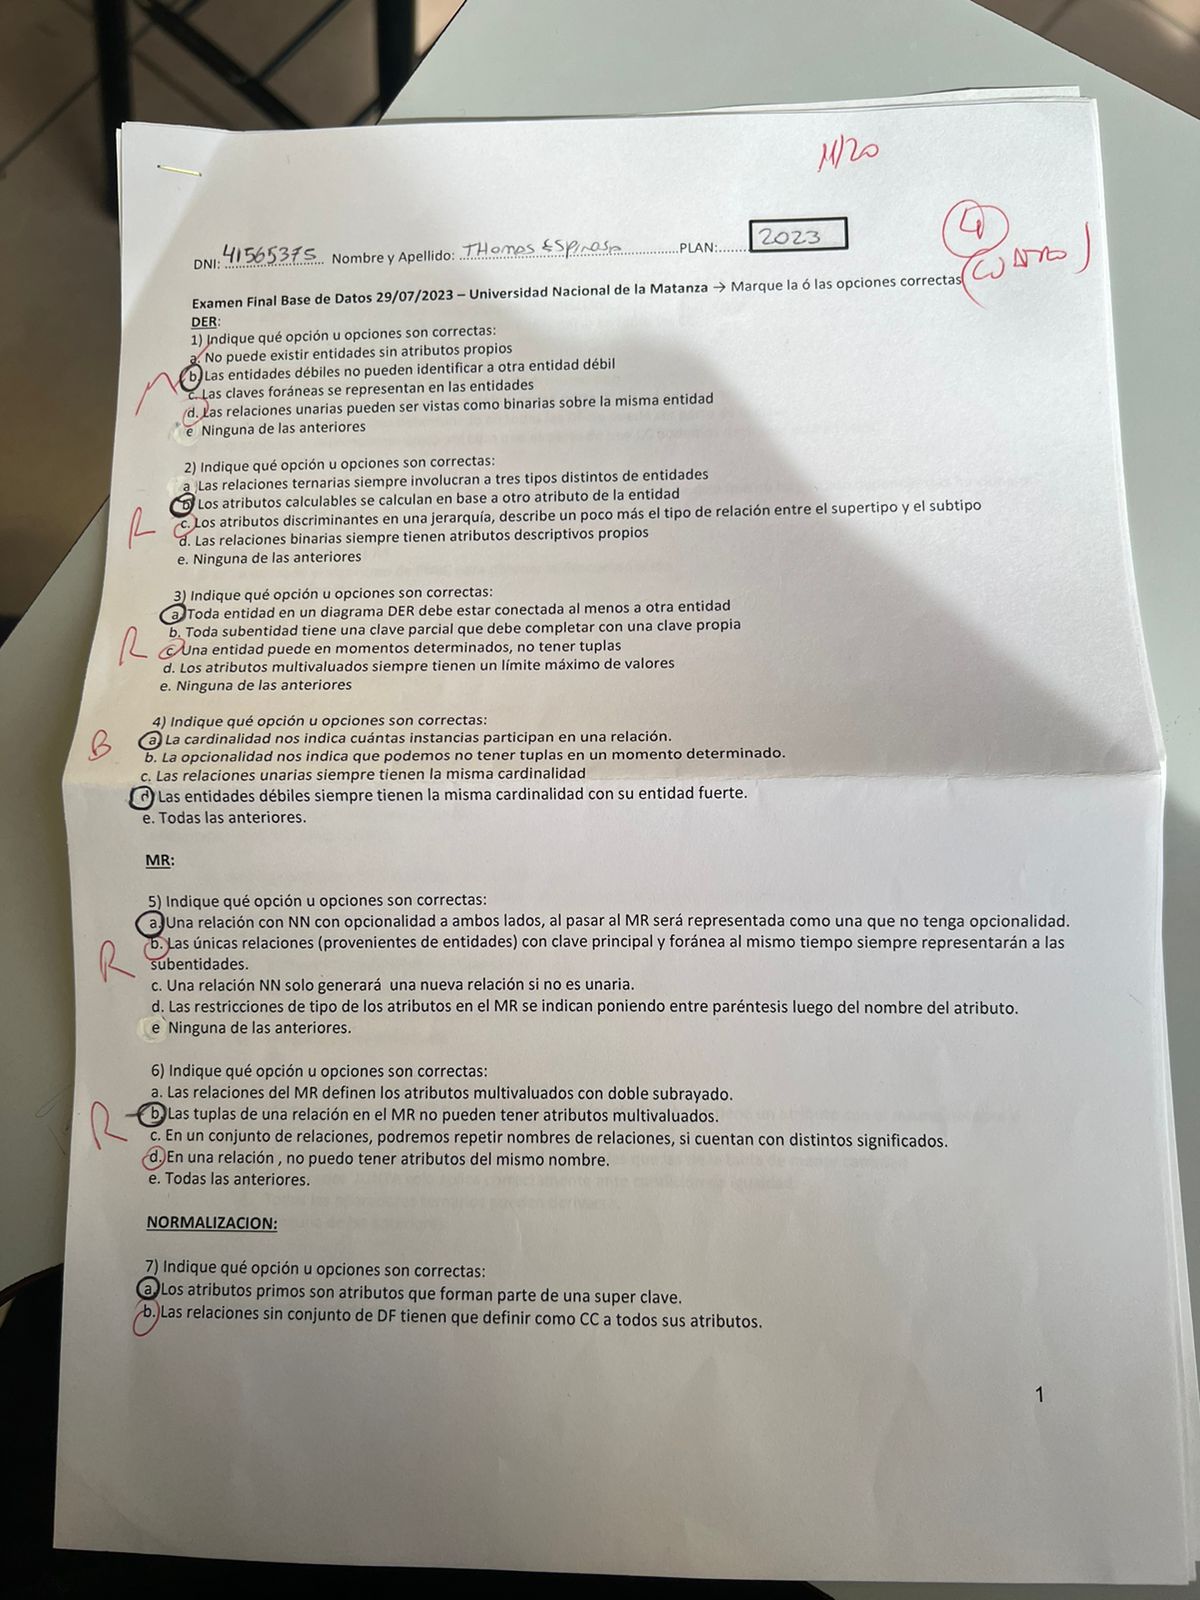 11/20
4
(CUATRO)
DNI: 41565375 Nombre y Apellido: THomas Espinosa PLAN: 2023
Examen Final Base de Datos 29/07/2023 – Universidad Nacional de la Matanza → Marque la ó las opciones correctas
DER:
1) Indique qué opción u opciones son correctas:
a. No puede existir entidades sin atributos propios
b. Las entidades débiles no pueden identificar a otra entidad débil
M
c. Las claves foráneas se representan en las entidades
d. Las relaciones unarias pueden ser vistas como binarias sobre la misma entidad
e Ninguna de las anteriores
2) Indique qué opción u opciones son correctas:
a Las relaciones ternarias siempre involucran a tres tipos distintos de entidades
b Los atributos calculables se calculan en base a otro atributo de la entidad
R
c. Los atributos discriminantes en una jerarquía, describe un poco más el tipo de relación entre el supertipo y el subtipo
d. Las relaciones binarias siempre tienen atributos descriptivos propios
e. Ninguna de las anteriores
3) Indique qué opción u opciones son correctas:
a. Toda entidad en un diagrama DER debe estar conectada al menos a otra entidad
b. Toda subentidad tiene una clave parcial que debe completar con una clave propia
R
c. Una entidad puede en momentos determinados, no tener tuplas
d. Los atributos multivaluados siempre tienen un límite máximo de valores
e. Ninguna de las anteriores
4) Indique qué opción u opciones son correctas:
B
a. La cardinalidad nos indica cuántas instancias participan en una relación.
b. La opcionalidad nos indica que podemos no tener tuplas en un momento determinado.
c. Las relaciones unarias siempre tienen la misma cardinalidad
d Las entidades débiles siempre tienen la misma cardinalidad con su entidad fuerte.
e. Todas las anteriores.
MR:
5) Indique qué opción u opciones son correctas:
a. Una relación con NN con opcionalidad a ambos lados, al pasar al MR será representada como una que no tenga opcionalidad.
b. Las únicas relaciones (provenientes de entidades) con clave principal y foránea al mismo tiempo siempre representarán a las
R
subentidades.
c. Una relación NN solo generará una nueva relación si no es unaria.
d. Las restricciones de tipo de los atributos en el MR se indican poniendo entre paréntesis luego del nombre del atributo.
e Ninguna de las anteriores.
6) Indique qué opción u opciones son correctas:
a. Las relaciones del MR definen los atributos multivaluados con doble subrayado.
R
b. Las tuplas de una relación en el MR no pueden tener atributos multivaluados.
c. En un conjunto de relaciones, podremos repetir nombres de relaciones, si cuentan con distintos significados.
d. En una relación , no puedo tener atributos del mismo nombre.
e. Todas las anteriores.
NORMALIZACION:
7) Indique qué opción u opciones son correctas:
a. Los atributos primos son atributos que forman parte de una super clave.
b. Las relaciones sin conjunto de DF tienen que definir como CC a todos sus atributos.
1